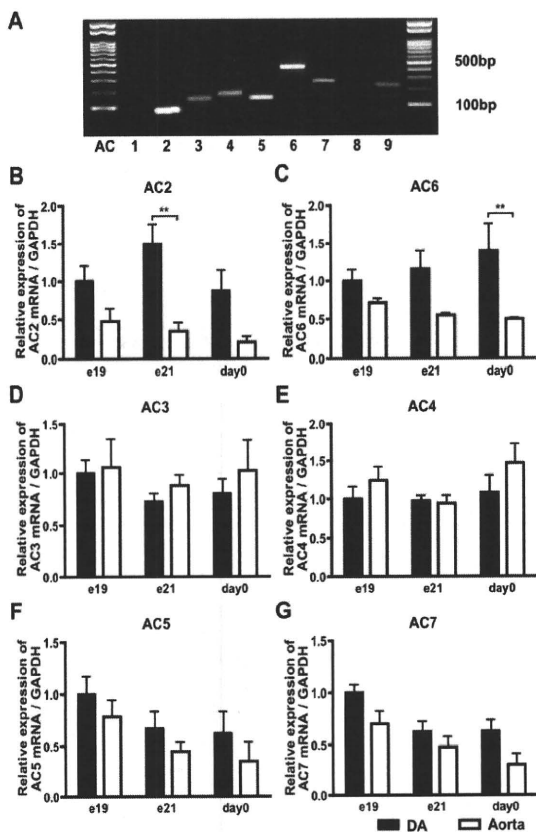 A
500bp
100bp
AC 1 2 3 4 5 6 7 8 9
B
AC2
Relative expression of
AC2 mRNA / GAPDH
2.0
1.5
1.0
0.5
0.0
**
e19 e21 day0
C
AC6
Relative expression of
AC6 mRNA / GAPDH
2.0
1.5
1.0
0.5
0.0
**
e19 e21 day0
D
AC3
Relative expression of
AC3 mRNA / GAPDH
1.5
1.0
0.5
0.0
e19 e21 day0
E
AC4
Relative expression of
AC4 mRNA / GAPDH
2.0
1.5
1.0
0.5
0.0
e19 e21 day0
F
AC5
Relative expression of
AC5 mRNA / GAPDH
1.5
1.0
0.5
0.0
e19 e21 day0
G
AC7
Relative expression of
AC7 mRNA / GAPDH
1.5
1.0
0.5
0.0
e19 e21 day0
DA Aorta